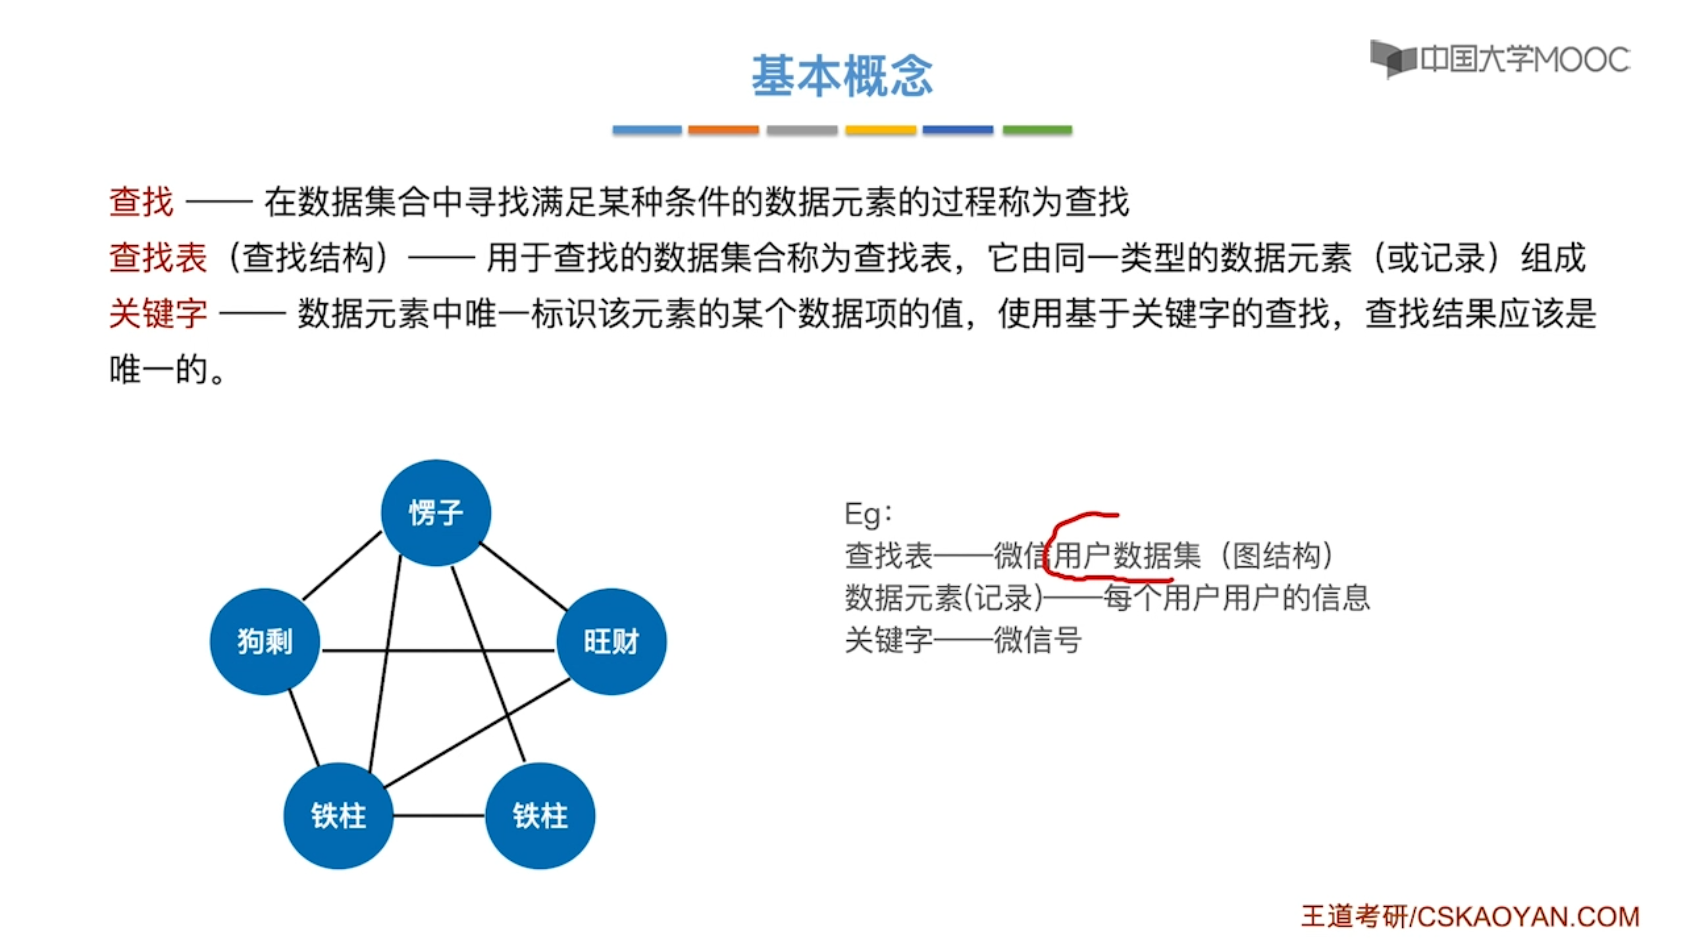 中国大学MOOC
基本概念
查找 —— 在数据集合中寻找满足某种条件的数据元素的过程称为查找
查找表（查找结构）—— 用于查找的数据集合称为查找表，它由同一类型的数据元素（或记录）组成
关键字 —— 数据元素中唯一标识该元素的某个数据项的值，使用基于关键字的查找，查找结果应该是
唯一的。
愣子
狗剩
旺财
铁柱
铁柱
Eg：
查找表——微信用户数据集（图结构）
数据元素(记录)——每个用户用户的信息
关键字——微信号
王道考研/CSKAOYAN.COM